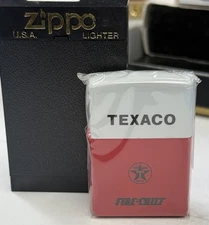 Zippo
U.S.A. LIGHTER
TEXACO
T
FIRE-CHIEF